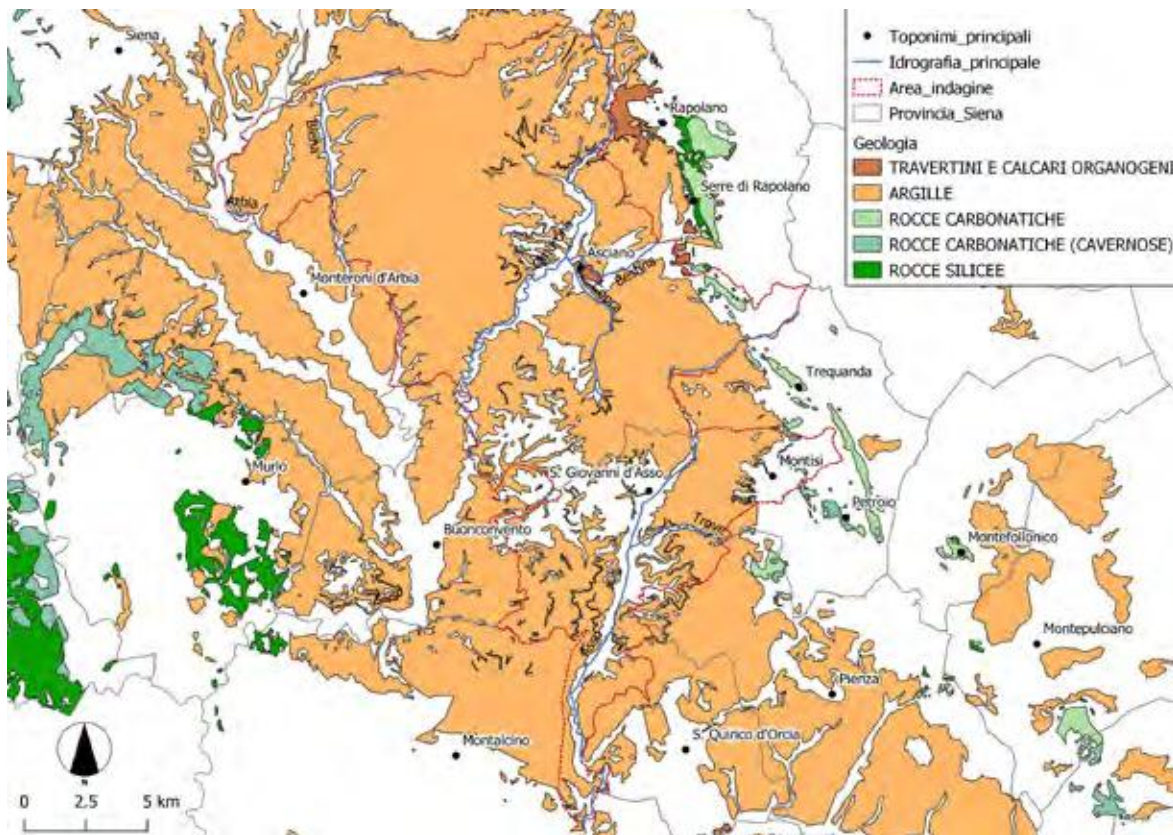 Siena
Toponimi_principali
Idrografia_principale
Area_indagine
Provincia_Siena
Geologia
TRAVERTINI E CALCARI ORGANOGENI
ARGILLE
ROCCE CARBONATICHE
ROCCE CARBONATICHE (CAVERNOSE)
ROCCE SILICEE
Rapolano
Serre di Rapolano
Arbia
Asciano
Monteroni d'Arbia
Trequanda
Murlo
S. Giovanni d'Asso
Montisi
Petroio
Buonconvento
Montefollonico
Montepulciano
Pienza
Montalcino
S. Quirico d'Orcia
N
0 2.5 5 km